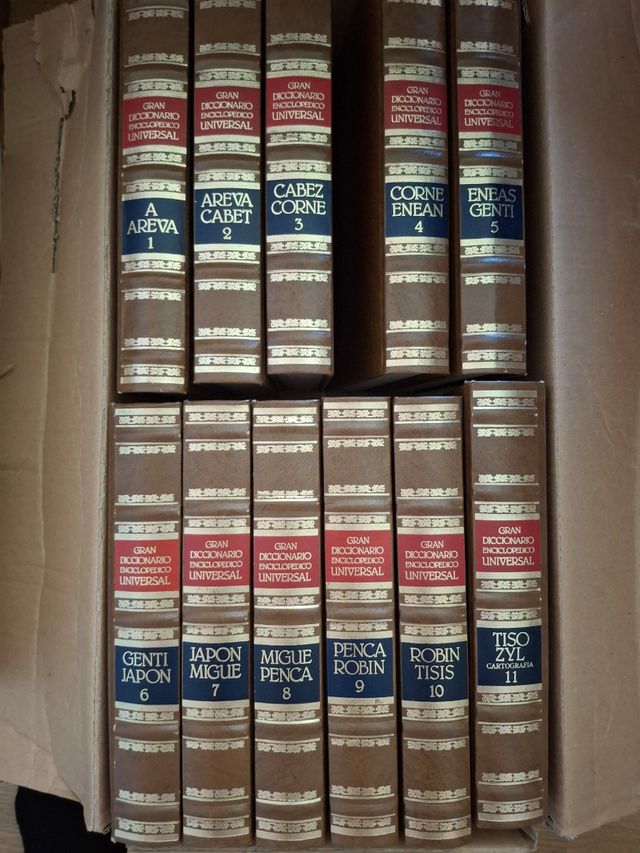 GRAN
DICCIONARIO
ENCICLOPEDICO
UNIVERSAL
A
AREVA
1
GRAN
DICCIONARIO
ENCICLOPEDICO
UNIVERSAL
AREVA
CABET
2
GRAN
DICCIONARIO
ENCICLOPEDICO
UNIVERSAL
CABEZ
CORNE
3
GRAN
DICCIONARIO
ENCICLOPEDICO
UNIVERSAL
CORNE
ENEAN
4
GRAN
DICCIONARIO
ENCICLOPEDICO
UNIVERSAL
ENEAS
GENTI
5
GRAN
DICCIONARIO
ENCICLOPEDICO
UNIVERSAL
GENTI
JAPON
6
GRAN
DICCIONARIO
ENCICLOPEDICO
UNIVERSAL
JAPON
MIGUE
7
GRAN
DICCIONARIO
ENCICLOPEDICO
UNIVERSAL
MIGUE
PENCA
8
GRAN
DICCIONARIO
ENCICLOPEDICO
UNIVERSAL
PENCA
ROBIN
9
GRAN
DICCIONARIO
ENCICLOPEDICO
UNIVERSAL
ROBIN
TISIS
10
GRAN
DICCIONARIO
ENCICLOPEDICO
UNIVERSAL
TISO
ZYL
CARTOGRAFIA
11